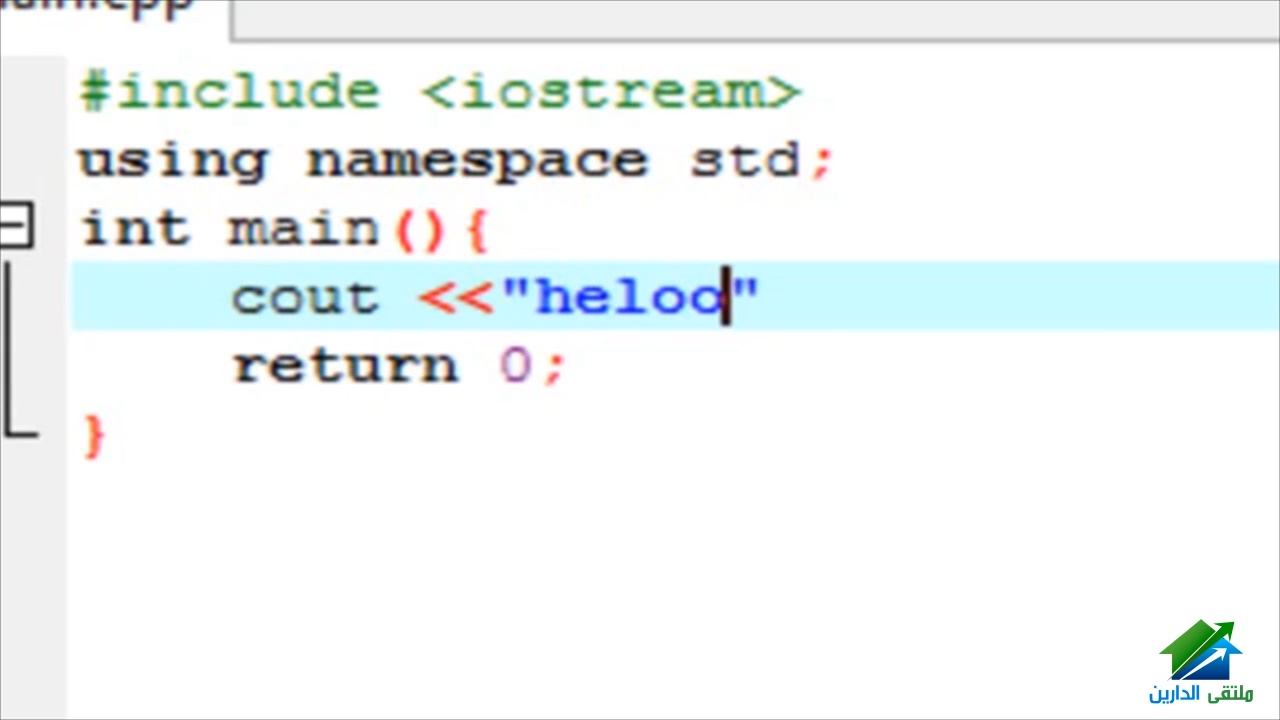 main.cpp
#include <iostream>
using namespace std;
int main(){
    cout <<"heloo"
    return 0;
}
ملتقى الدارين